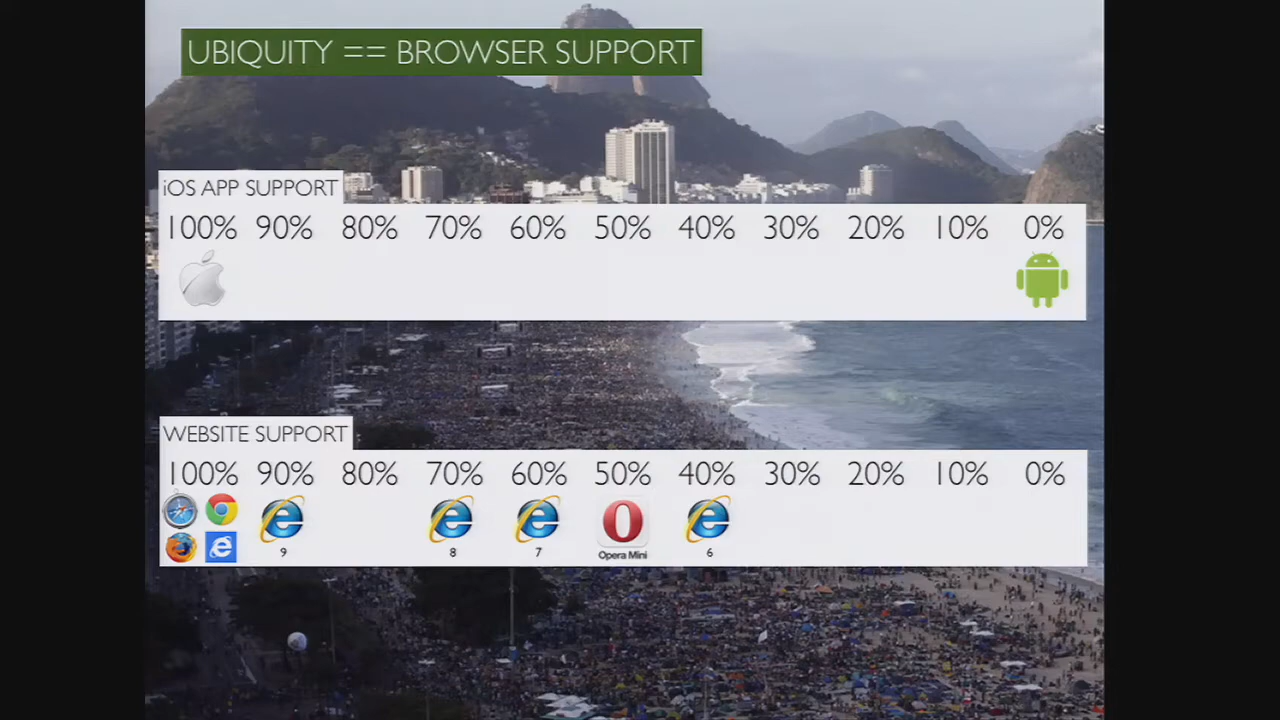 UBIQUITY == BROWSER SUPPORT
iOS APP SUPPORT
100% 90% 80% 70% 60% 50% 40% 30% 20% 10% 0%
WEBSITE SUPPORT
100% 90% 80% 70% 60% 50% 40% 30% 20% 10% 0%
9 8 7 Opera Mini 6